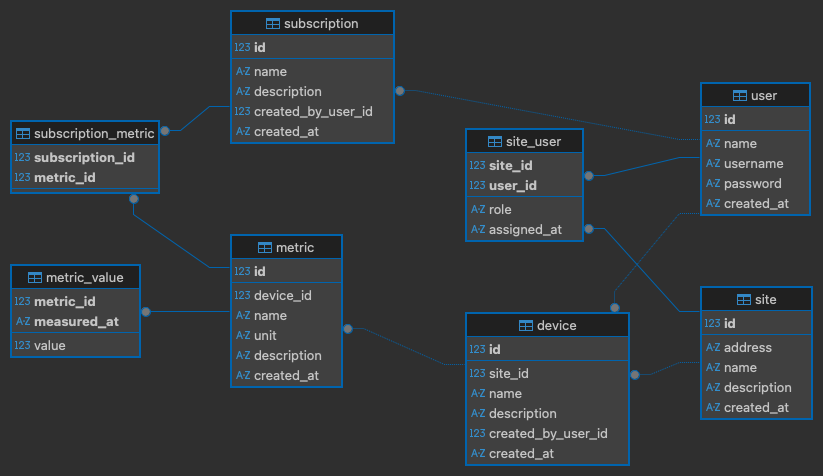 subscription
123 id
A-Z name
A-Z description
123 created_by_user_id
A-Z created_at
subscription_metric
123 subscription_id
123 metric_id
user
123 id
A-Z name
A-Z username
A-Z password
A-Z created_at
site_user
123 site_id
123 user_id
A-Z role
A-Z assigned_at
metric
123 id
123 device_id
A-Z name
A-Z unit
A-Z description
A-Z created_at
metric_value
123 metric_id
A-Z measured_at
123 value
device
123 id
123 site_id
A-Z name
A-Z description
123 created_by_user_id
A-Z created_at
site
123 id
A-Z address
A-Z name
A-Z description
A-Z created_at